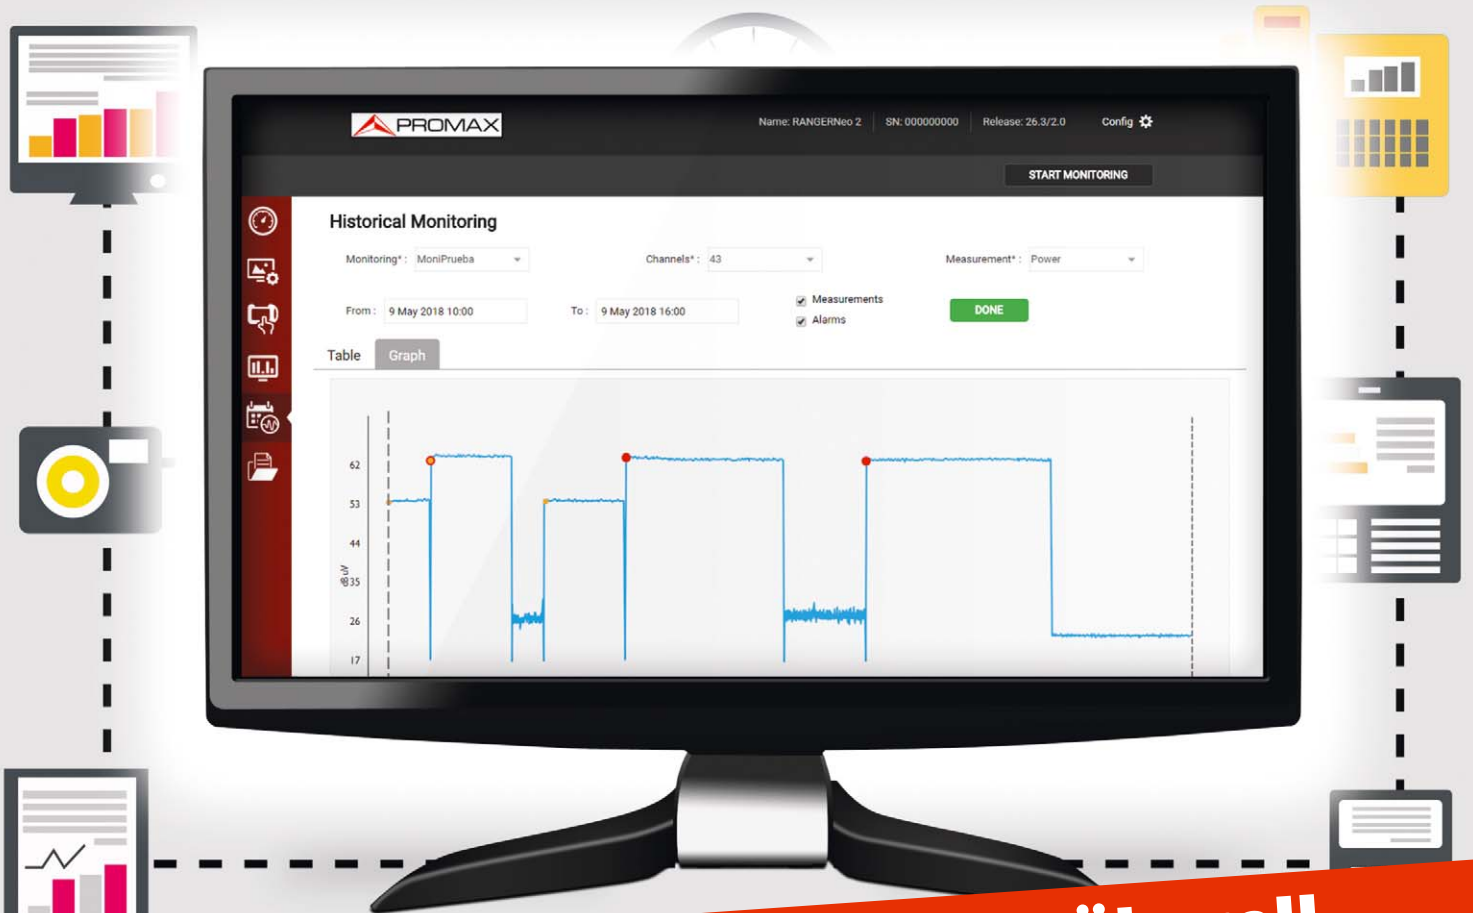 PROMAX
Name: RANGERNeo 2 SN: 000000000 Release: 26.3/2.0 Config
START MONITORING
Historical Monitoring
Monitoring* : MoniPrueba Channels* : 43 Measurement* : Power
From : 9 May 2018 10:00 To : 9 May 2018 16:00
Measurements
Alarms
DONE
Table Graph
62
53
44
dBuV
35
26
17